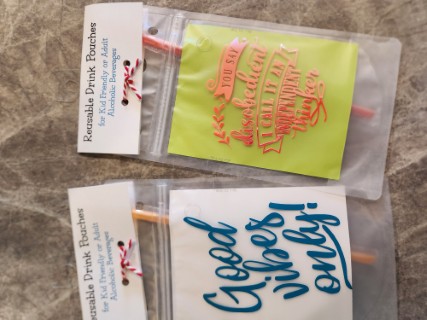 Reusable Drink Pouches
for Kid Friendly or Adult
Alcoholic Beverages
Good
vibes
only!
Reusable Drink Pouches
for Kid Friendly or Adult
Alcoholic Beverages
YOU SAY
disobedient
I CALL IT AN
INDEPENDENT
thinker